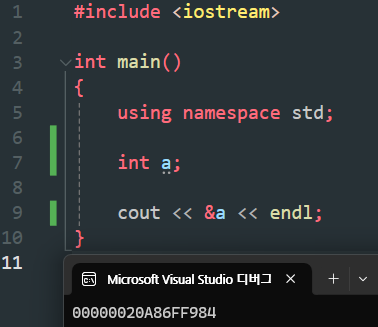 1 #include <iostream>
2
3 int main()
4 {
5 using namespace std;
6
7 int a;
8
9 cout << &a << endl;
10 }
11
Microsoft Visual Studio 디버그
00000020A86FF984